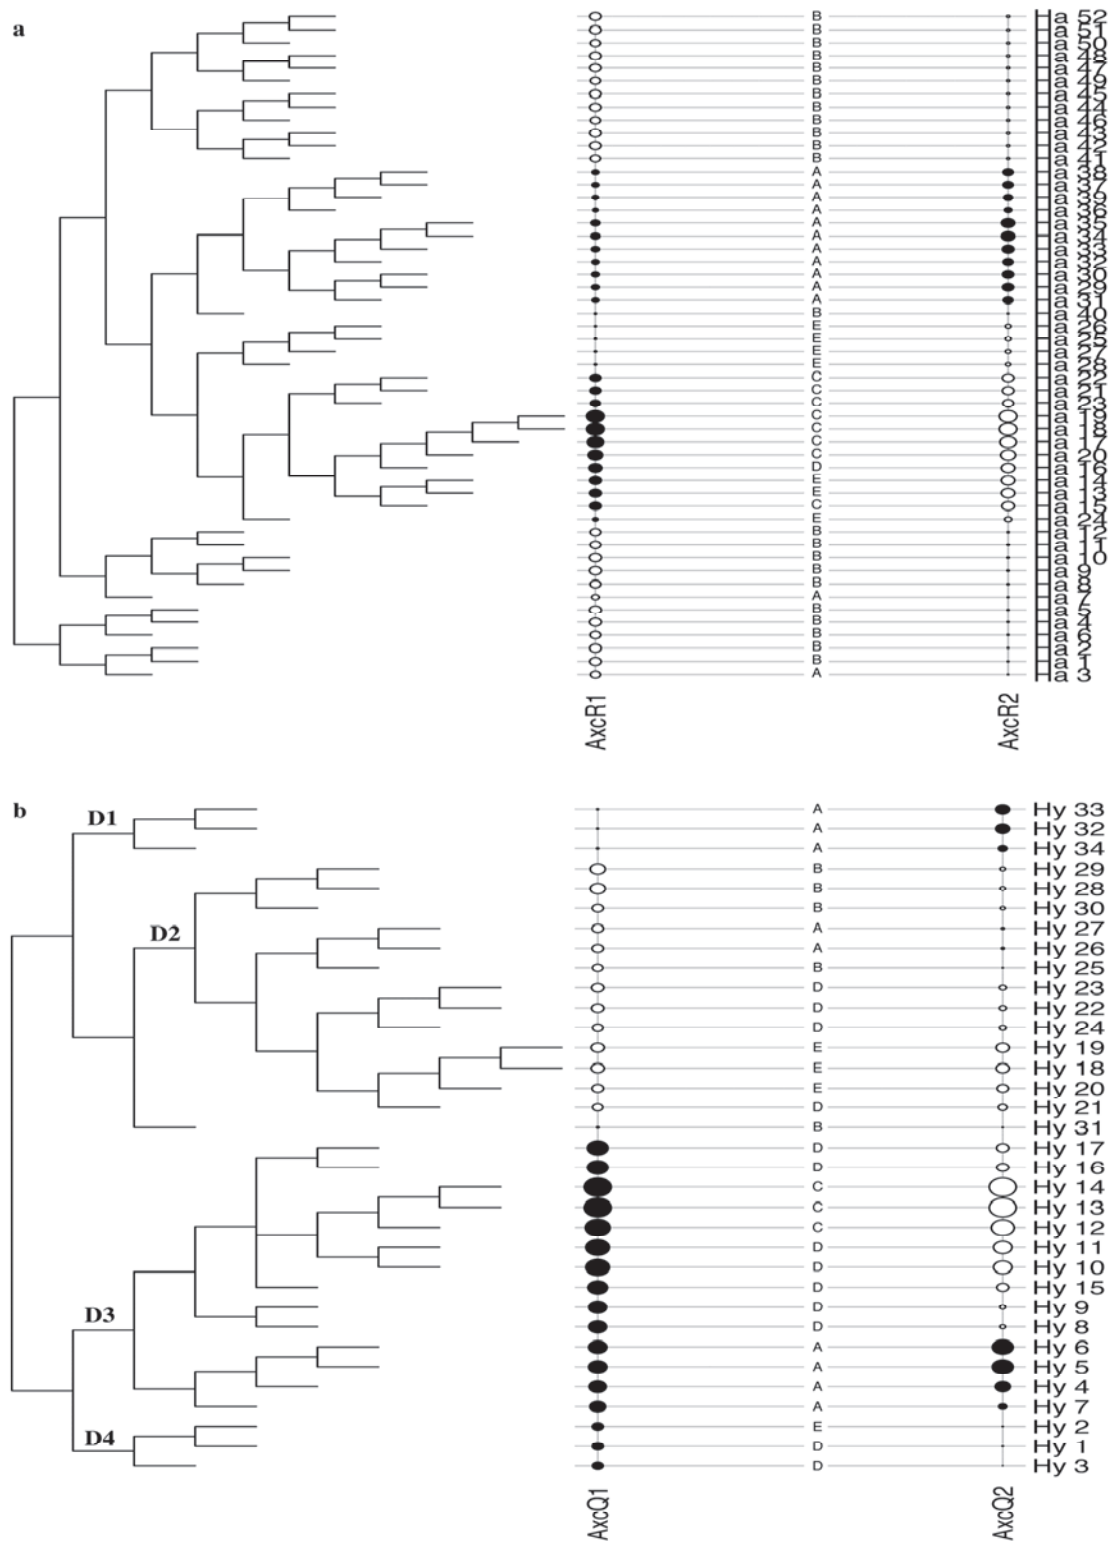 a
B Ha 52
B Ha 51
B Ha 50
B Ha 48
B Ha 47
B Ha 49
B Ha 45
B Ha 44
B Ha 46
B Ha 43
B Ha 42
B Ha 41
A Ha 38
A Ha 37
A Ha 39
A Ha 36
A Ha 35
A Ha 34
A Ha 33
A Ha 32
A Ha 30
A Ha 29
A Ha 31
B Ha 40
E Ha 26
E Ha 25
E Ha 27
E Ha 28
C Ha 22
C Ha 21
C Ha 23
C Ha 19
C Ha 18
C Ha 17
C Ha 20
D Ha 16
E Ha 14
E Ha 13
C Ha 15
E Ha 24
B Ha 12
B Ha 11
B Ha 10
B Ha 9
B Ha 8
A Ha 7
B Ha 5
B Ha 4
B Ha 6
B Ha 2
B Ha 1
A Ha 3
AxcR1 AxcR2
b
D1
D2
D3
D4
A Hy 33
A Hy 32
A Hy 34
B Hy 29
B Hy 28
B Hy 30
A Hy 27
A Hy 26
B Hy 25
D Hy 23
D Hy 22
D Hy 24
E Hy 19
E Hy 18
E Hy 20
D Hy 21
B Hy 31
D Hy 17
D Hy 16
C Hy 14
C Hy 13
C Hy 12
D Hy 11
D Hy 10
D Hy 15
D Hy 9
D Hy 8
A Hy 6
A Hy 5
A Hy 4
A Hy 7
E Hy 2
D Hy 1
D Hy 3
AxcQ1 AxcQ2